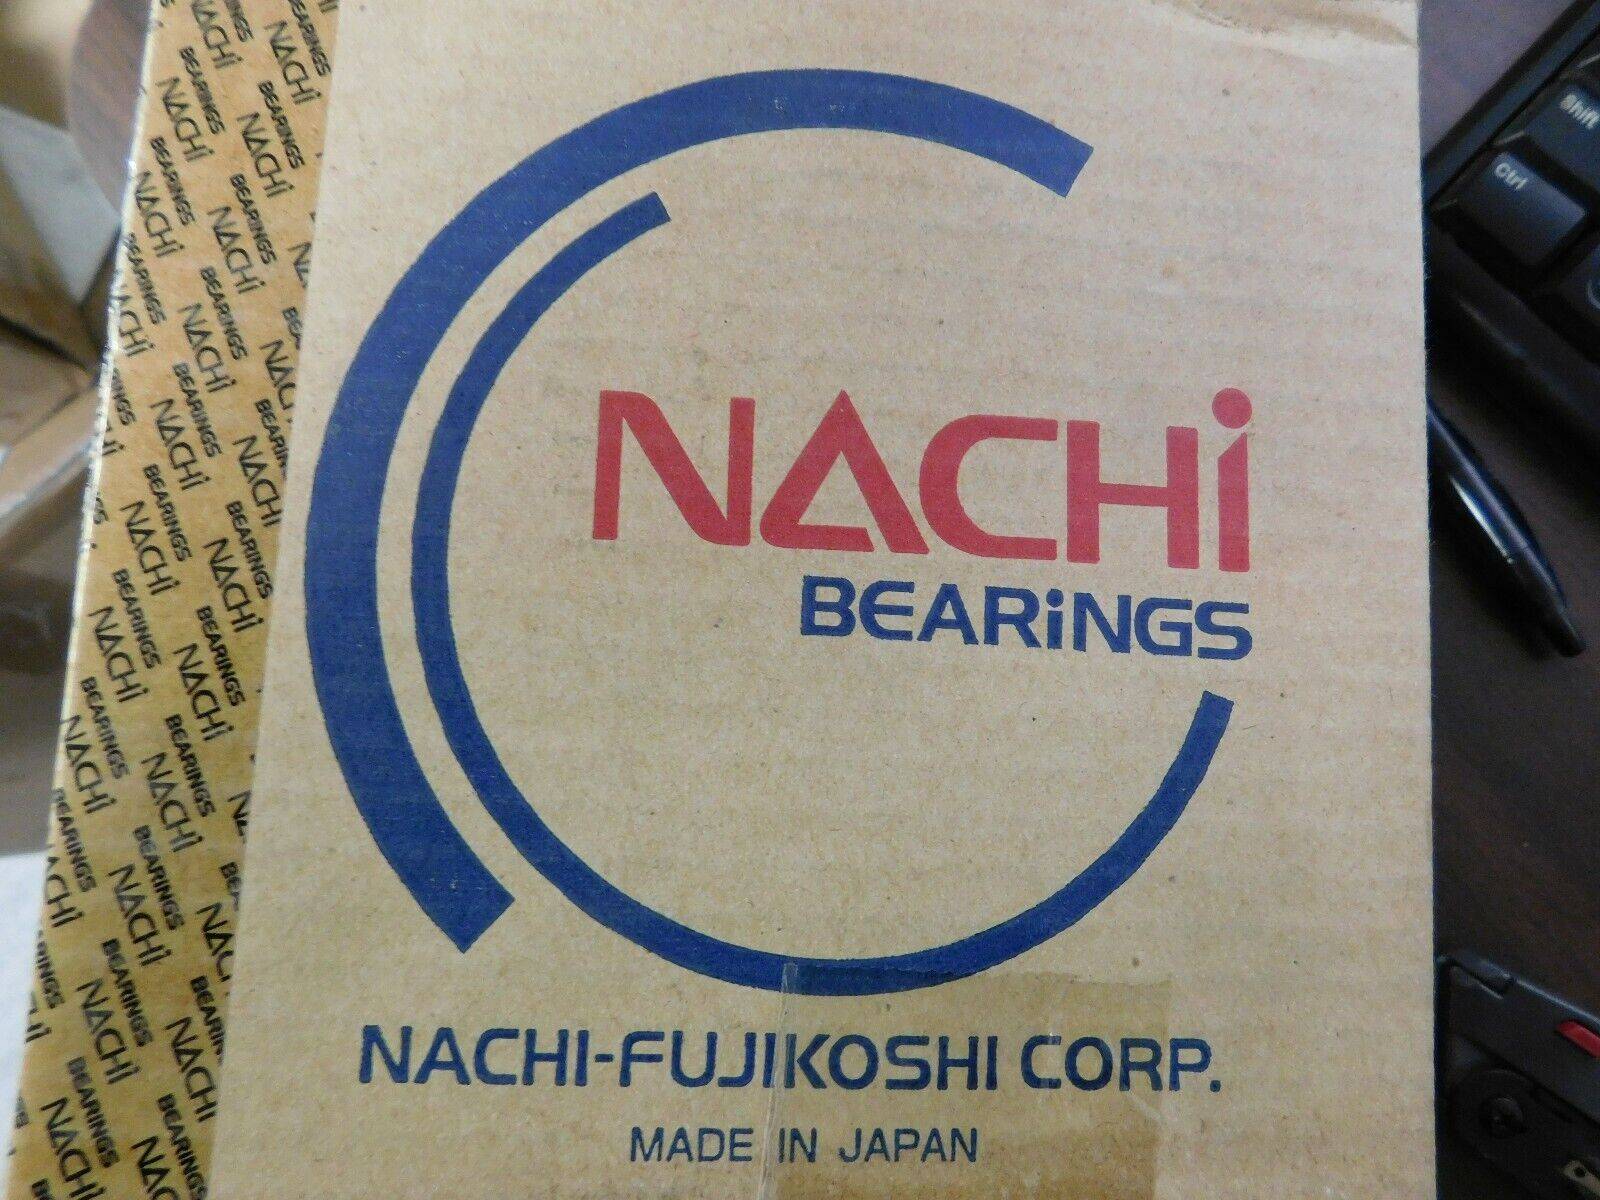 NACHi
BEARiNGS
NACHI-FUJIKOSHI CORP.
MADE IN JAPAN
NACHi
BEARINGS
Shift
Ctrl